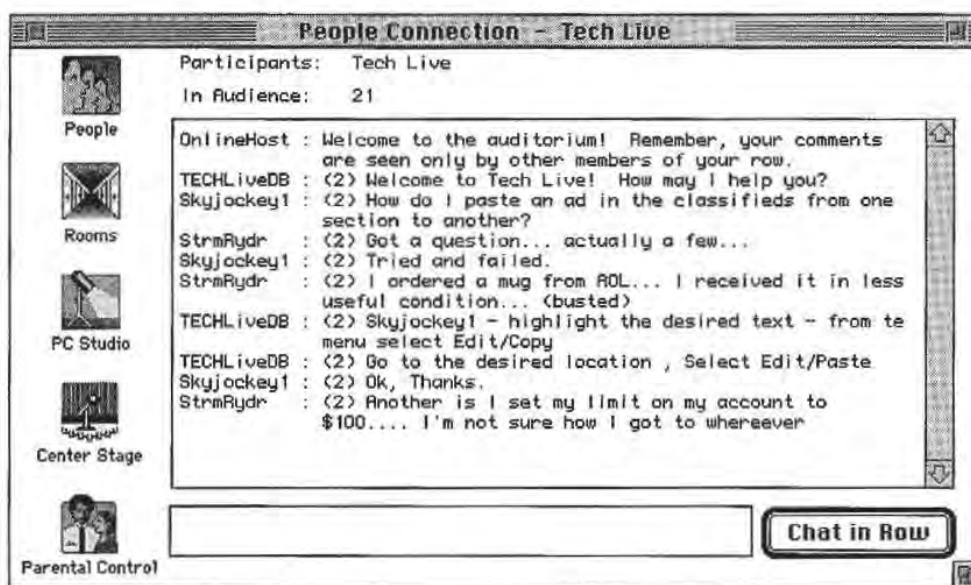 People Connection - Tech Live
Participants: Tech Live
In Audience: 21
People
Rooms
PC Studio
Center Stage
Parental Control
OnlineHost : Welcome to the auditorium! Remember, your comments
are seen only by other members of your row.
TECHLiveDB : (2) Welcome to Tech Live! How may I help you?
Skyjockey1 : (2) How do I paste an ad in the classifieds from one
section to another?
StrmRydr : (2) Got a question... actually a few...
Skyjockey1 : (2) Tried and failed.
StrmRydr : (2) I ordered a mug from AOL... I received it in less
useful condition... (busted)
TECHLiveDB : (2) Skyjockey1 - highlight the desired text - from te
menu select Edit/Copy
TECHLiveDB : (2) Go to the desired location , Select Edit/Paste
Skyjockey1 : (2) Ok, Thanks.
StrmRydr : (2) Another is I set my limit on my account to
$100.... I'm not sure how I got to whereever
Chat in Row